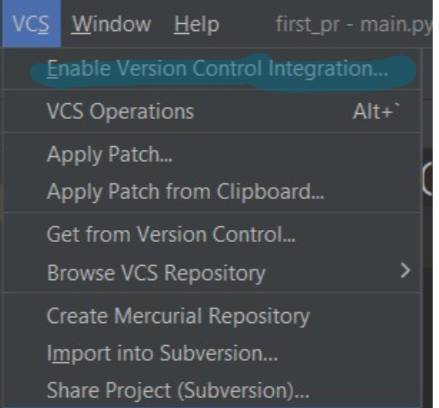 VCS Window Help first_pr - main.py
Enable Version Control Integration...
VCS Operations Alt+`
Apply Patch...
Apply Patch from Clipboard...
Get from Version Control...
Browse VCS Repository
Create Mercurial Repository
Import into Subversion...
Share Project (Subversion)...